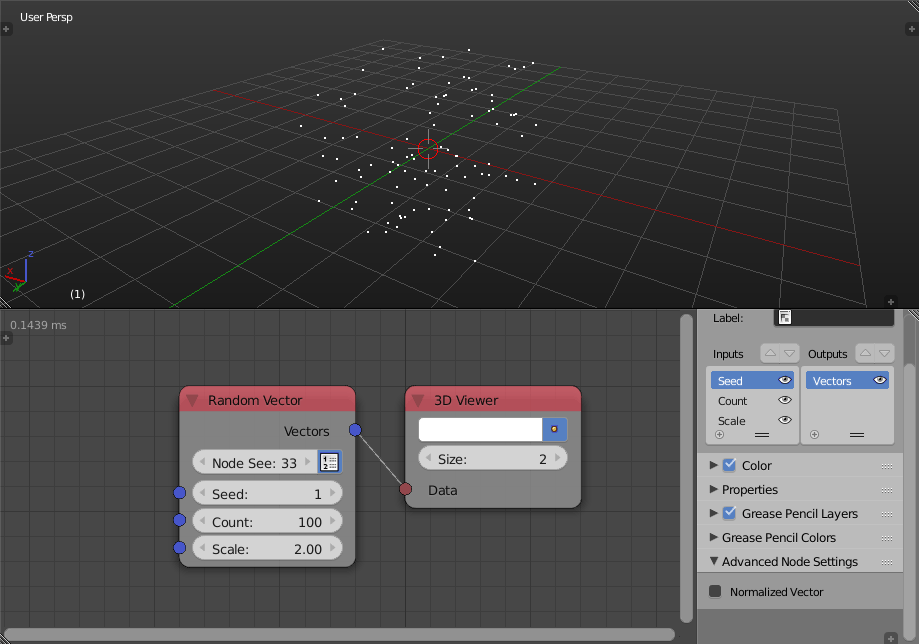 User Persp
z
x
y
(1)
0.1439 ms
Random Vector
Vectors
Node See: 33
1
2
Seed: 1
Count: 100
Scale: 2.00
3D Viewer
Size: 2
Data
Label:
Inputs
Outputs
Seed
Vectors
Count
Scale
Color
Properties
Grease Pencil Layers
Grease Pencil Colors
Advanced Node Settings
Normalized Vector